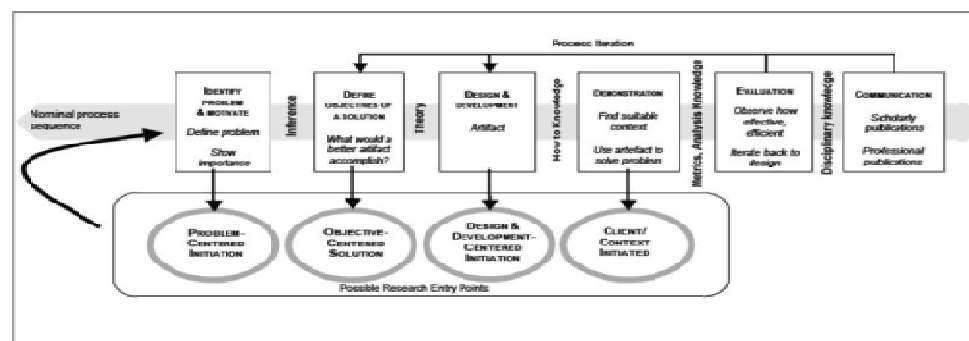 Process Iteration
Nominal process
sequence
IDENTIFY
PROBLEM
& MOTIVATE
Define problem
Show
importance
Inference
DEFINE
OBJECTIVES OF
A SOLUTION
What would a
better artifact
accomplish?
Theory
DESIGN &
DEVELOPMENT
Artifact
How to Knowledge
DEMONSTRATION
Find suitable
context
Use artefact to
solve problem
Metrics, Analysis Knowledge
EVALUATION
Observe how
effective,
efficient
Iterate back to
design
Disciplinary knowledge
COMMUNICATION
Scholarly
publications
Professional
publications
PROBLEM-
CENTERED
INITIATION
OBJECTIVE-
CENTERED
SOLUTION
DESIGN &
DEVELOPMENT-
CENTERED
INITIATION
CLIENT/
CONTEXT
INITIATED
Possible Research Entry Points